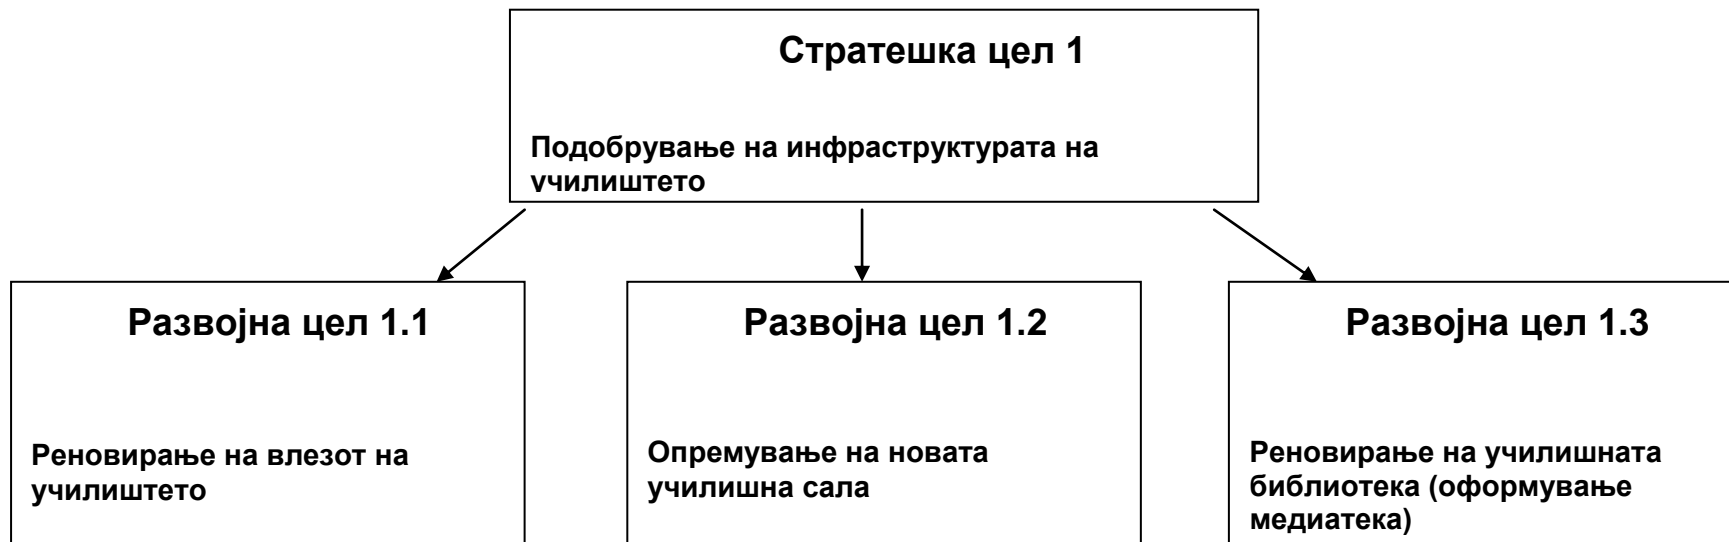 Стратешка цел 1
Подобрување на инфраструктурата на
училиштето
Развојна цел 1.1
Реновирање на влезот на
училиштето
Развојна цел 1.2
Опремување на новата
училишна сала
Развојна цел 1.3
Реновирање на училишната
библиотека (оформување
медиатека)